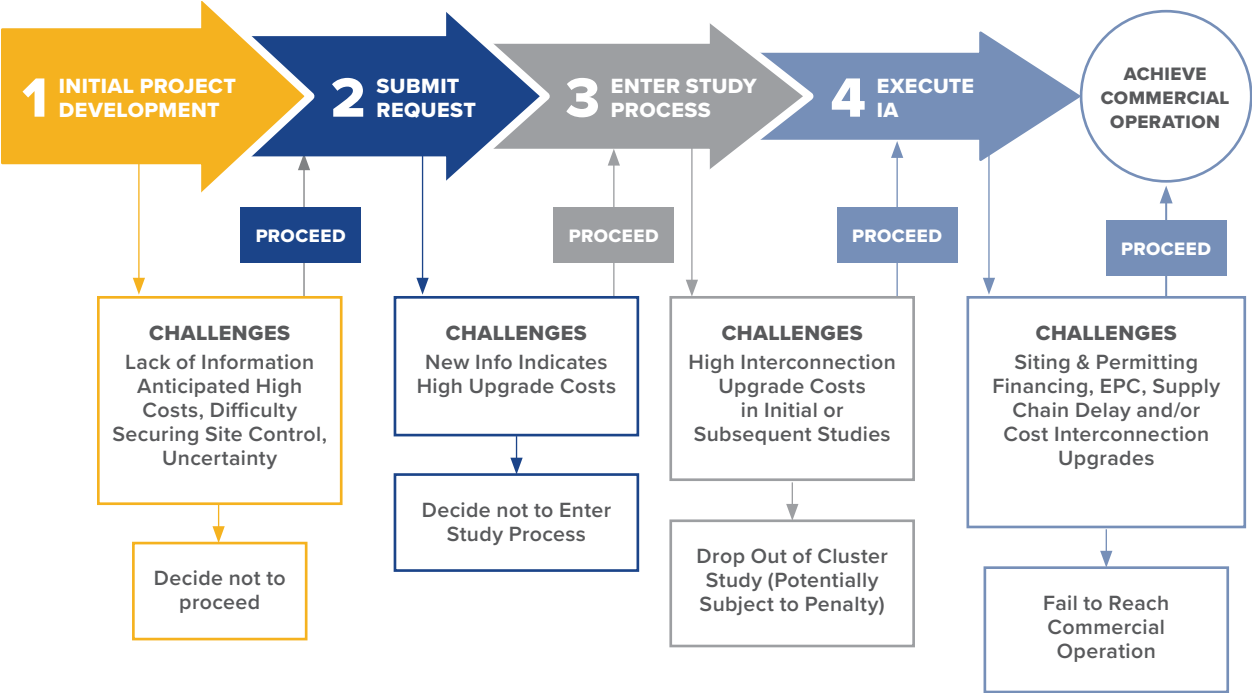 1 INITIAL PROJECT
DEVELOPMENT
2 SUBMIT
REQUEST
3 ENTER STUDY
PROCESS
4 EXECUTE
IA
ACHIEVE
COMMERCIAL
OPERATION
PROCEED
PROCEED
PROCEED
PROCEED
CHALLENGES
Lack of Information
Anticipated High
Costs, Difficulty
Securing Site Control,
Uncertainty
Decide not to
proceed
CHALLENGES
New Info Indicates
High Upgrade Costs
Decide not to Enter
Study Process
CHALLENGES
High Interconnection
Upgrade Costs
in Initial or
Subsequent Studies
Drop Out of Cluster
Study (Potentially
Subject to Penalty)
CHALLENGES
Siting & Permitting
Financing, EPC, Supply
Chain Delay and/or
Cost Interconnection
Upgrades
Fail to Reach
Commercial
Operation